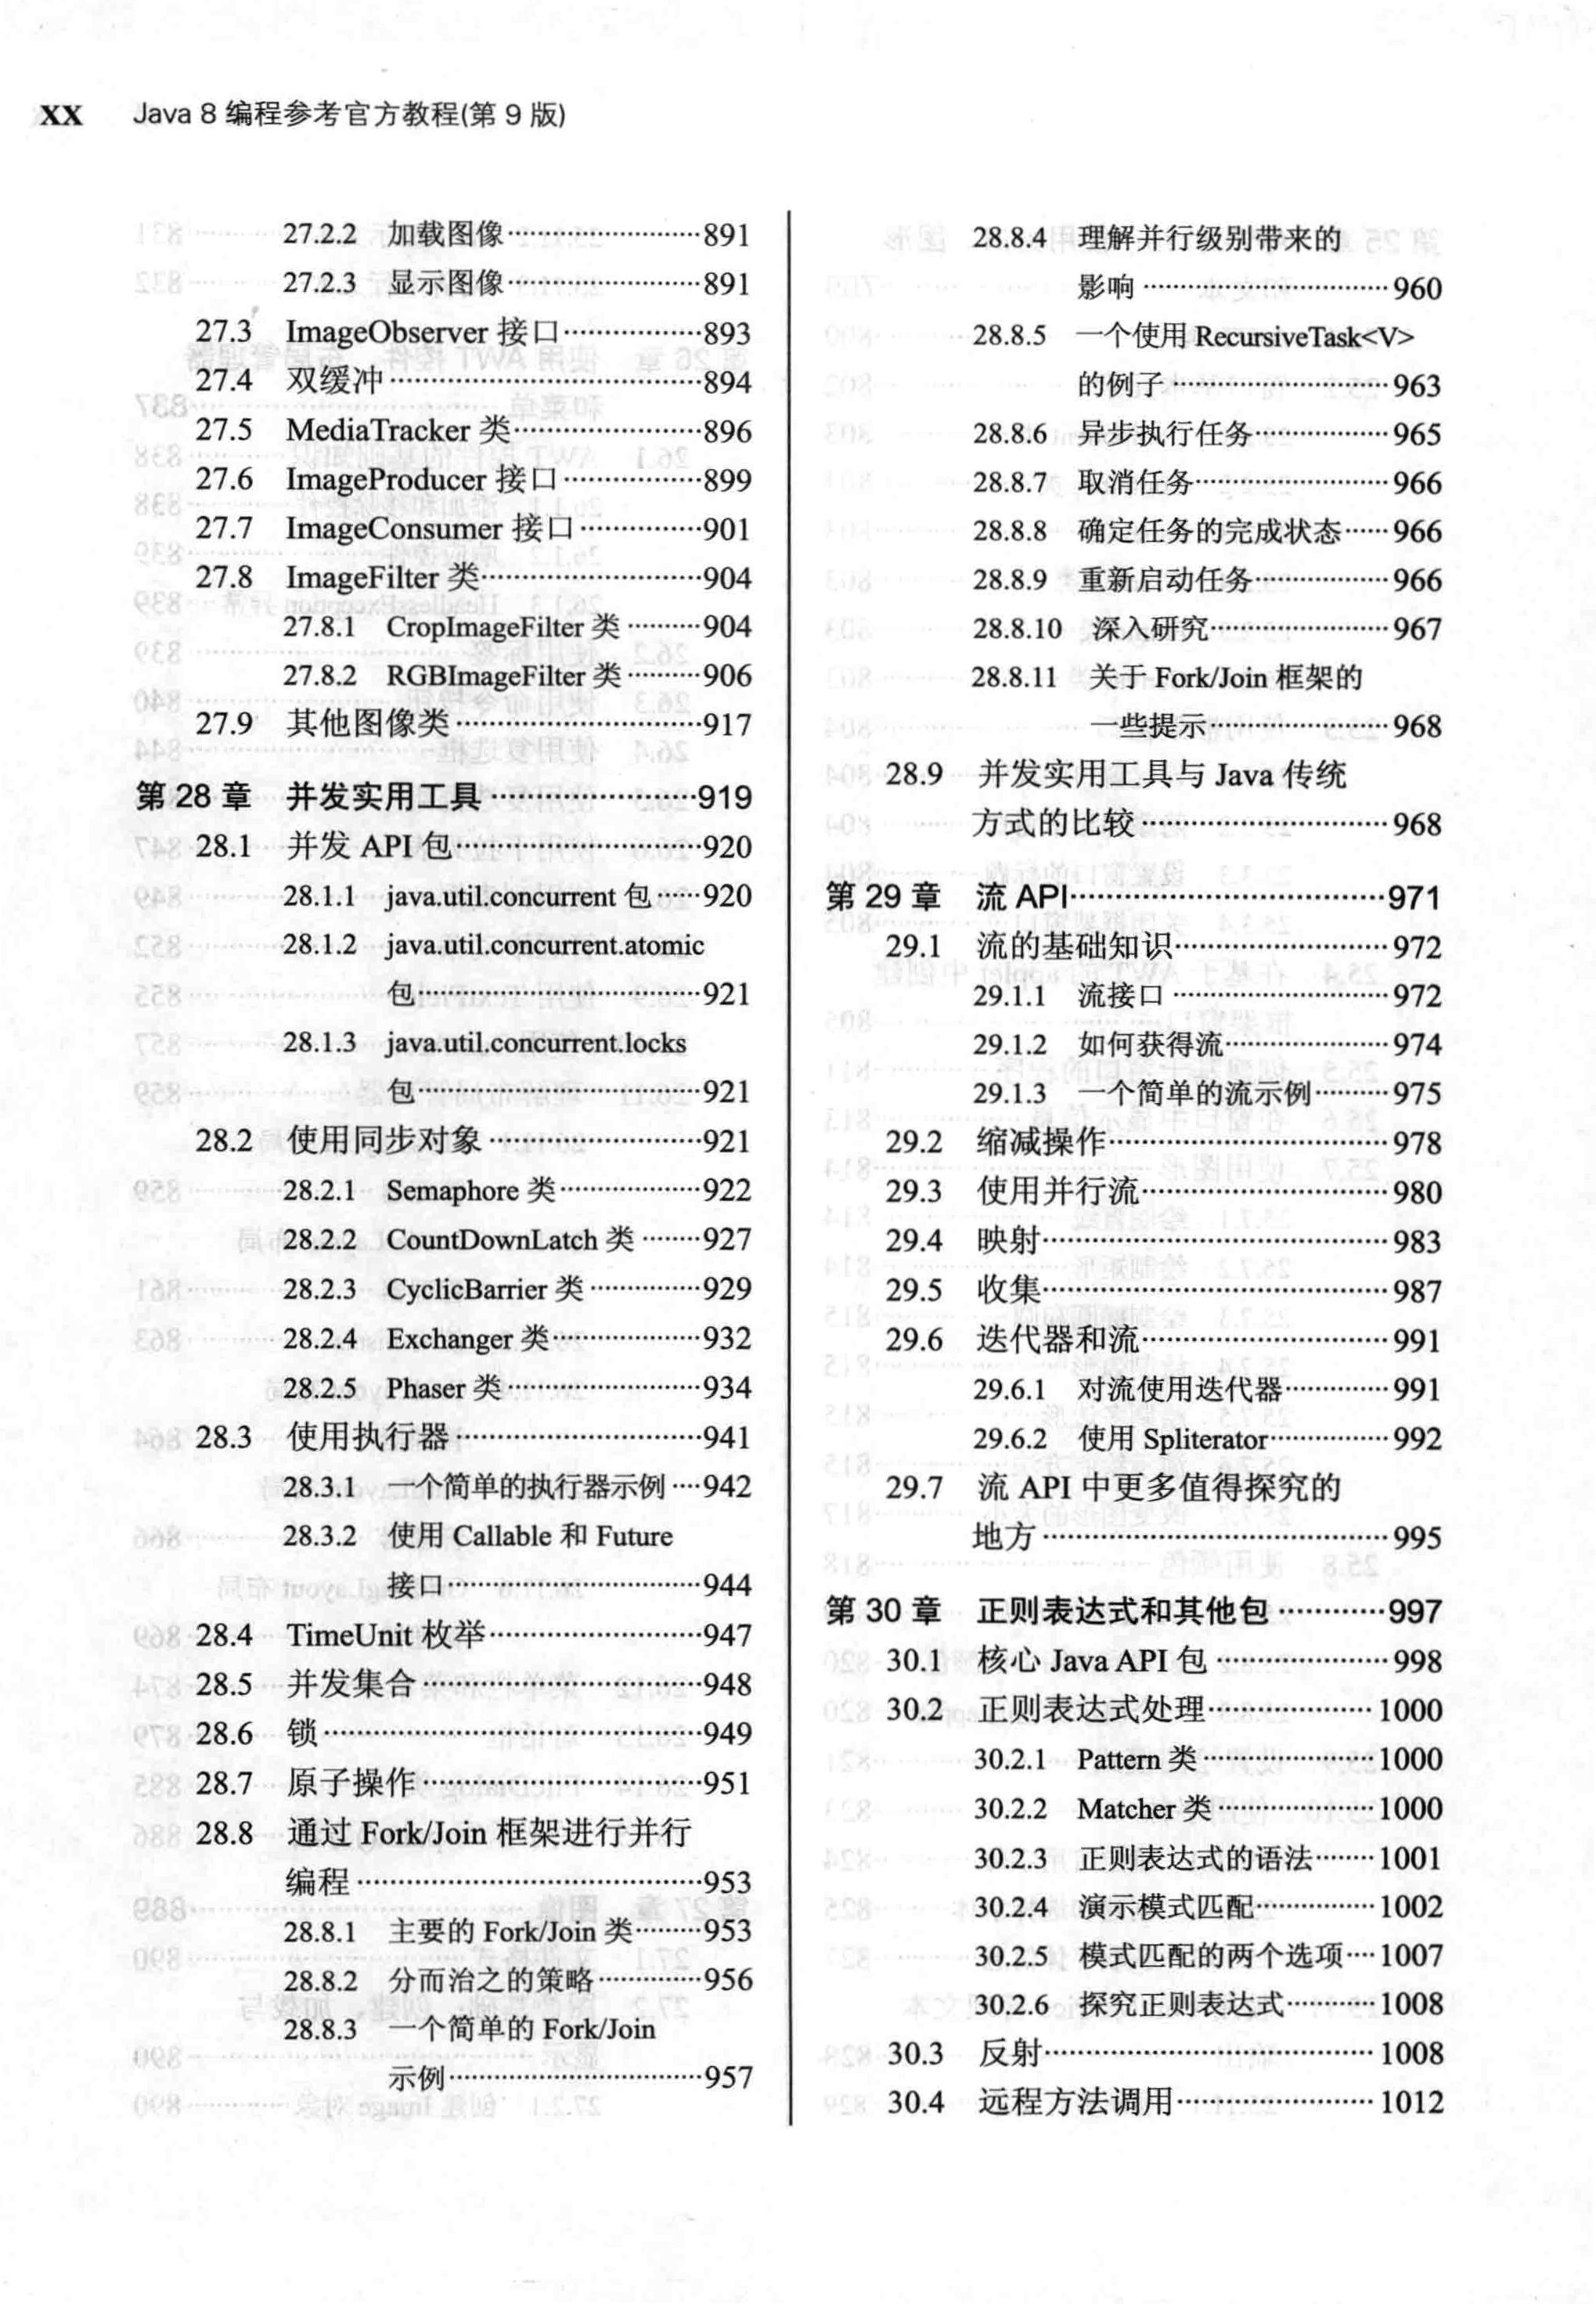 XX Java 8 编程参考官方教程(第 9 版)
27.2.2 加载图像……………………891
27.2.3 显示图像……………………891
27.3 ImageObserver 接口……………893
27.4 双缓冲……………………………894
27.5 MediaTracker 类…………………896
27.6 ImageProducer 接口……………899
27.7 ImageConsumer 接口……………901
27.8 ImageFilter 类……………………904
27.8.1 CropImageFilter 类………904
27.8.2 RGBImageFilter 类………906
27.9 其他图像类………………………917
第 28 章 并发实用工具……………………919
28.1 并发 API 包………………………920
28.1.1 java.util.concurrent 包……920
28.1.2 java.util.concurrent.atomic
包……………………………921
28.1.3 java.util.concurrent.locks
包……………………………921
28.2 使用同步对象……………………921
28.2.1 Semaphore 类……………922
28.2.2 CountDownLatch 类………927
28.2.3 CyclicBarrier 类…………929
28.2.4 Exchanger 类………………932
28.2.5 Phaser 类…………………934
28.3 使用执行器………………………941
28.3.1 一个简单的执行器示例…942
28.3.2 使用 Callable 和 Future
接口…………………………944
28.4 TimeUnit 枚举……………………947
28.5 并发集合…………………………948
28.6 锁…………………………………949
28.7 原子操作…………………………951
28.8 通过 Fork/Join 框架进行并行
编程………………………………953
28.8.1 主要的 Fork/Join 类………953
28.8.2 分而治之的策略…………956
28.8.3 一个简单的 Fork/Join
示例…………………………957
28.8.4 理解并行级别带来的
影响…………………………960
28.8.5 一个使用 RecursiveTask<V>
的例子………………………963
28.8.6 异步执行任务……………965
28.8.7 取消任务…………………966
28.8.8 确定任务的完成状态……966
28.8.9 重新启动任务……………966
28.8.10 深入研究…………………967
28.8.11 关于 Fork/Join 框架的
一些提示…………………968
28.9 并发实用工具与 Java 传统
方式的比较………………………968
第 29 章 流 API………………………………971
29.1 流的基础知识……………………972
29.1.1 流接口……………………972
29.1.2 如何获得流………………974
29.1.3 一个简单的流示例………975
29.2 缩减操作…………………………978
29.3 使用并行流………………………980
29.4 映射………………………………983
29.5 收集………………………………987
29.6 迭代器和流………………………991
29.6.1 对流使用迭代器…………991
29.6.2 使用 Spliterator……………992
29.7 流 API 中更多值得探究的
地方………………………………995
第 30 章 正则表达式和其他包…………997
30.1 核心 Java API 包…………………998
30.2 正则表达式处理…………………1000
30.2.1 Pattern 类…………………1000
30.2.2 Matcher 类………………1000
30.2.3 正则表达式的语法………1001
30.2.4 演示模式匹配……………1002
30.2.5 模式匹配的两个选项……1007
30.2.6 探究正则表达式…………1008
30.3 反射………………………………1008
30.4 远程方法调用……………………1012